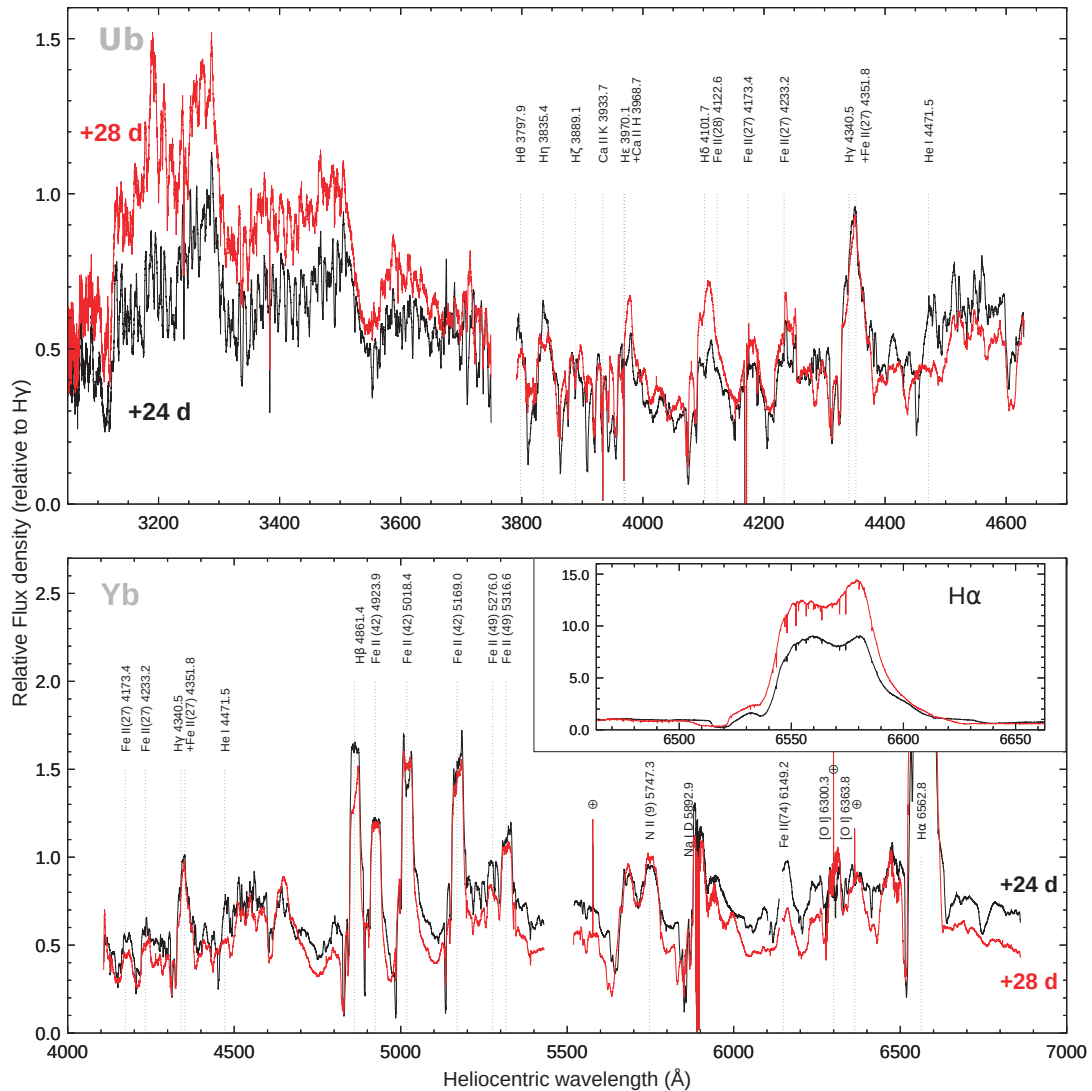 Ub
+28 d
+24 d
Hθ 3797.9
Hη 3835.4
Hζ 3889.1
Ca II K 3933.7
Hε 3970.1
+Ca II H 3968.7
Hδ 4101.7
Fe II(28) 4122.6
Fe II(27) 4173.4
Fe II(27) 4233.2
Hγ 4340.5
+Fe II(27) 4351.8
He I 4471.5
1.5
1.0
0.5
0.0
3200
3400
3600
3800
4000
4200
4400
4600
Relative Flux density (relative to Hγ)
Yb
Fe II(27) 4173.4
Fe II(27) 4233.2
Hγ 4340.5
+Fe II(27) 4351.8
He I 4471.5
Hβ 4861.4
Fe II (42) 4923.9
Fe II (42) 5018.4
Fe II (42) 5169.0
Fe II (49) 5276.0
Fe II (49) 5316.6
Hα
15.0
10.0
5.0
0.0
6500
6550
6600
6650
⊕
N II (9) 5747.3
Na I D 5892.9
Fe II(74) 6149.2
⊕
[O I] 6300.3
[O I] 6363.8
⊕
Hα 6562.8
+24 d
+28 d
2.5
2.0
1.5
1.0
0.5
0.0
4000
4500
5000
5500
6000
6500
7000
Heliocentric wavelength (Å)